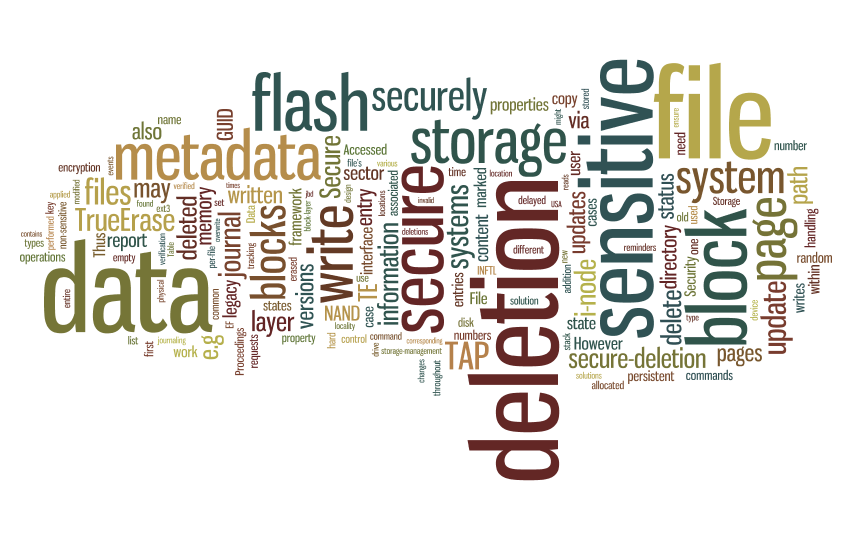 flash
securely
properties
copy
might
via
stored
sensitive
file
need
ensure
number
name
also
GUID
storage
metadata
Secure
Accessed
file's
various
sector
encryption
events
system
user
reads
path
time
location
Storage
files
may
verified
times
written
modified
applied
key
found
ext3
set
memory
deleted
TrueErase
non-sensitive
performed
contains
types
operations
Thus
report
empty
verification
Table
per-file
overwrite
journal
Data
tracking
blocks
framework
block-layer
jbd
design
entry
locations
associated
secure
invalid
deletions
systems
marked
content
delayed
USA
deletion
different
updates
cases
status
old
used
one
Security
block
page
handling
random
within
writes
directory
reminders
i-node
new
addition
data
entire
physical
common
e.g
legacy
EF
states
erased
versions
write
interface
use
TE
information
INFTL
entries
File
solution
NAND
locality
case
disk
numbers
layer
property
requests
Proceedings
list
first
journaling
work
hard
control
drive
command
corresponding
storage-management
changes
throughout
TAP
state
stack
However
delete
type
device
update
secure-deletion
pages
solutions
allocated
persistent
commands